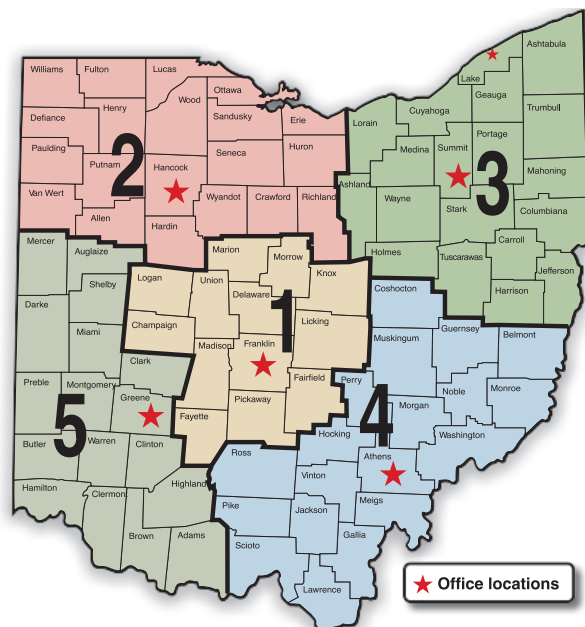 Williams
Fulton
Lucas
Ashtabula
Lake
Ottawa
Wood
Geauga
Henry
Sandusky
Erie
Cuyahoga
Trumbull
Defiance
Lorain
Portage
Huron
Medina
Summit
Paulding
Seneca
2
Putnam
Hancock
3
Mahoning
Ashland
Van Wert
Wyandot
Crawford
Richland
Wayne
Stark
Columbiana
Allen
Hardin
Mercer
Marion
Carroll
Auglaize
Morrow
Holmes
Tuscarawas
Knox
Jefferson
Logan
Union
Shelby
Coshocton
Harrison
Delaware
1
Darke
Licking
Champaign
Guernsey
Miami
Muskingum
Belmont
Madison
Franklin
Clark
Fairfield
Perry
Preble
Montgomery
4
Noble
Monroe
Greene
Pickaway
Morgan
5
Fayette
Hocking
Washington
Butler
Warren
Clinton
Ross
Athens
Vinton
Highland
Hamilton
Clermont
Meigs
Pike
Jackson
Gallia
Brown
Adams
Scioto
Lawrence
Office locations